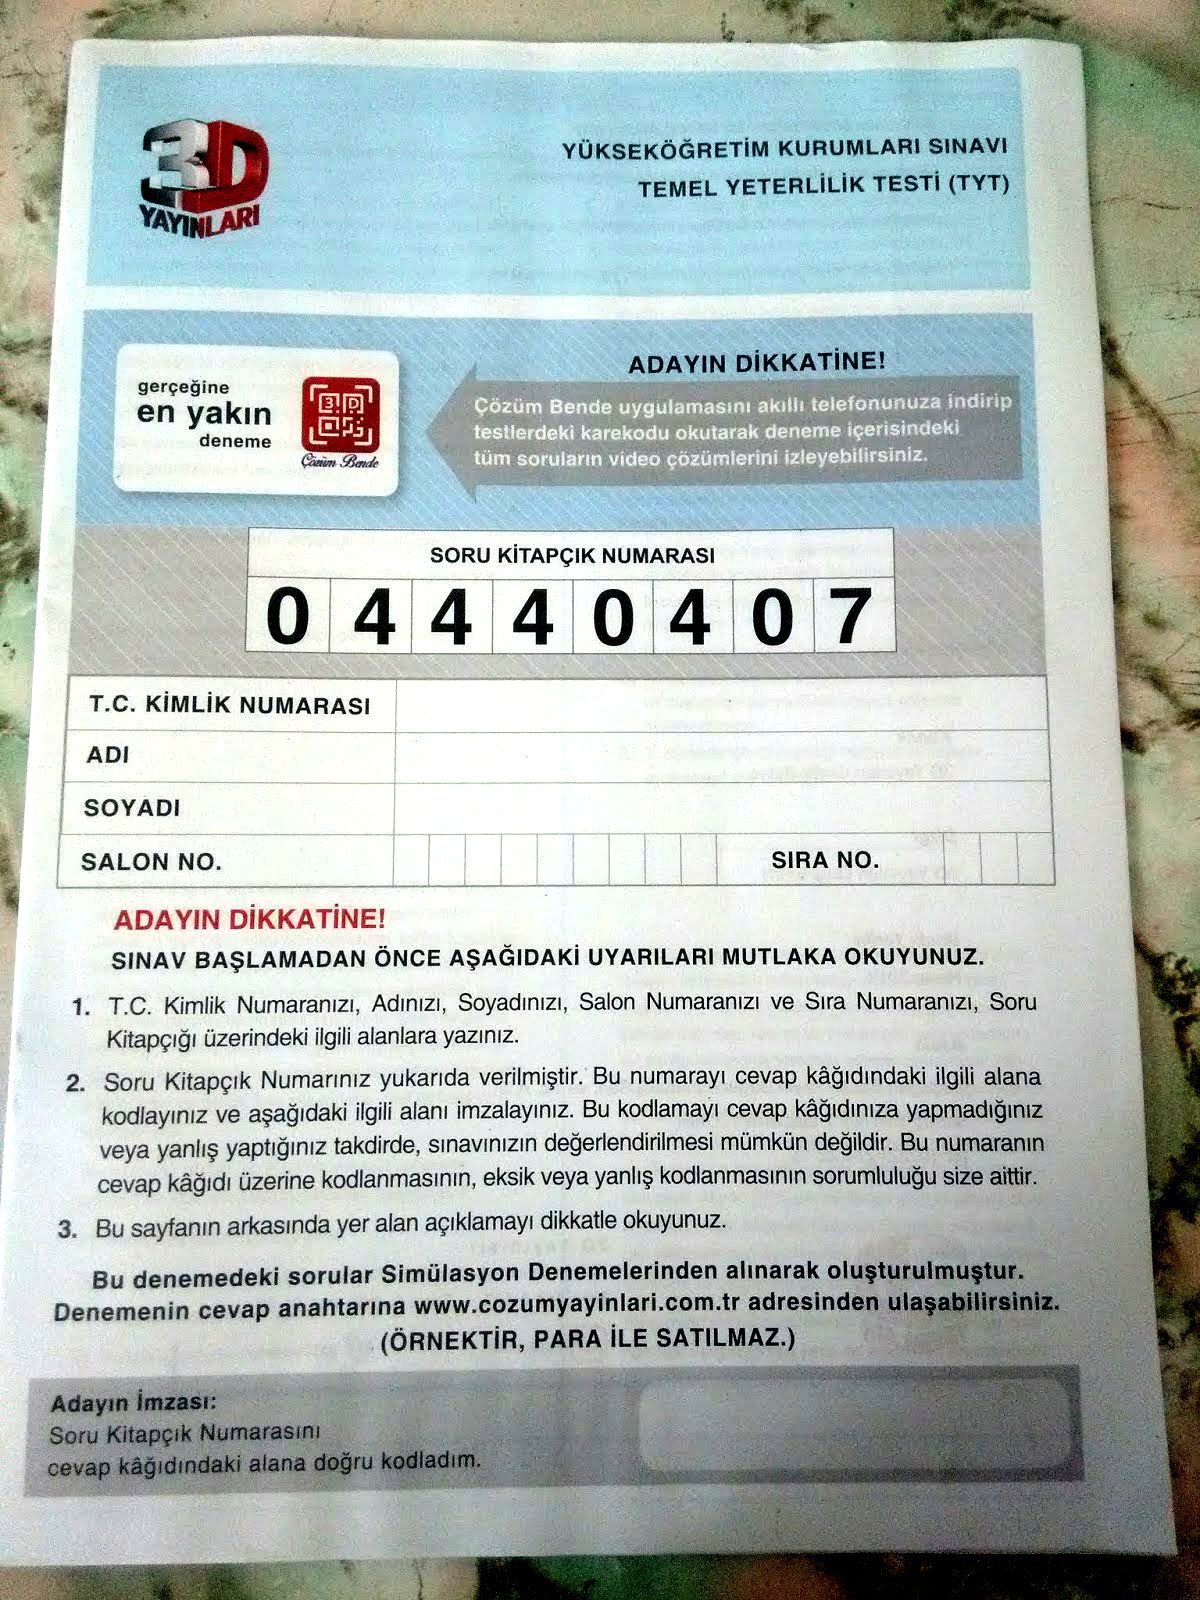 3D
YAYINLARI
YÜKSEKÖĞRETİM KURUMLARI SINAVI
TEMEL YETERLİLİK TESTİ (TYT)
gerçeğine
en yakın
deneme
3D
Çözüm Bende
ADAYIN DİKKATİNE!
Çözüm Bende uygulamasını akıllı telefonunuza indirip
testlerdeki karekodu okutarak deneme içerisindeki
tüm soruların video çözümlerini izleyebilirsiniz.
SORU KİTAPÇIK NUMARASI
0 4 4 4 0 4 0 7
T.C. KİMLİK NUMARASI
ADI
SOYADI
SALON NO. SIRA NO.
ADAYIN DİKKATİNE!
SINAV BAŞLAMADAN ÖNCE AŞAĞIDAKİ UYARILARI MUTLAKA OKUYUNUZ.
1. T.C. Kimlik Numaranızı, Adınızı, Soyadınızı, Salon Numaranızı ve Sıra Numaranızı, Soru
Kitapçığı üzerindeki ilgili alanlara yazınız.
2. Soru Kitapçık Numarınız yukarıda verilmiştir. Bu numarayı cevap kâğıdındaki ilgili alana
kodlayınız ve aşağıdaki ilgili alanı imzalayınız. Bu kodlamayı cevap kâğıdınıza yapmadığınız
veya yanlış yaptığınız takdirde, sınavınızın değerlendirilmesi mümkün değildir. Bu numaranın
cevap kâğıdı üzerine kodlanmasının, eksik veya yanlış kodlanmasının sorumluluğu size aittir.
3. Bu sayfanın arkasında yer alan açıklamayı dikkatle okuyunuz.
Bu denemedeki sorular Simülasyon Denemelerinden alınarak oluşturulmuştur.
Denemenin cevap anahtarına www.cozumyayinlari.com.tr adresinden ulaşabilirsiniz.
(ÖRNEKTİR, PARA İLE SATILMAZ.)
Adayın İmzası:
Soru Kitapçık Numarasını
cevap kâğıdındaki alana doğru kodladım.